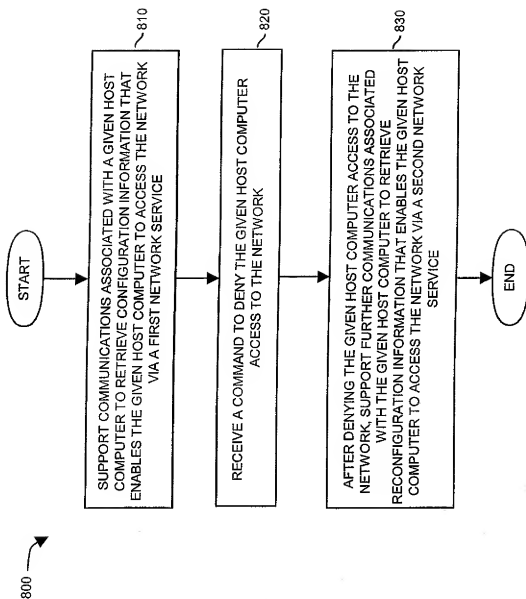 800
START
SUPPORT COMMUNICATIONS ASSOCIATED WITH A GIVEN HOST
COMPUTER TO RETRIEVE CONFIGURATION INFORMATION THAT
ENABLES THE GIVEN HOST COMPUTER TO ACCESS THE NETWORK
VIA A FIRST NETWORK SERVICE
810
RECEIVE A COMMAND TO DENY THE GIVEN HOST COMPUTER
ACCESS TO THE NETWORK
820
AFTER DENYING THE GIVEN HOST COMPUTER ACCESS TO THE
NETWORK, SUPPORT FURTHER COMMUNICATIONS ASSOCIATED
WITH THE GIVEN HOST COMPUTER TO RETRIEVE
RECONFIGURATION INFORMATION THAT ENABLES THE GIVEN HOST
COMPUTER TO ACCESS THE NETWORK VIA A SECOND NETWORK
SERVICE
830
END